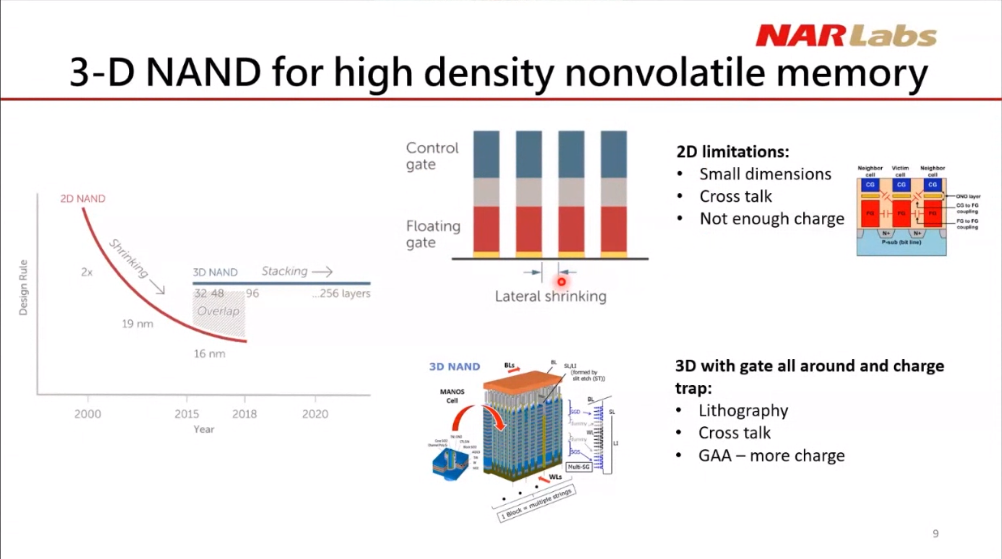 NARLabs
3-D NAND for high density nonvolatile memory
2D NAND
Shrinking
2x
19 nm
16 nm
3D NAND
Stacking
32 48 96 ...256 layers
Overlap
Design Rule
2000 2015 2018 2020
Year
Control
gate
Floating
gate
Lateral shrinking
2D limitations:
• Small dimensions
• Cross talk
• Not enough charge
Neighbor
cell
Victim
cell
Neighbor
cell
CG CG CG
ONO layer
CG to FG
coupling
FG FG FG
FG to FG
coupling
N+ N+
P-sub (bit line)
3D NAND
MANOS
Cell
BLs
BL
SL/LI
(formed by
slit etch (ST))
BL
SL
SGD
WL
LI
SGS
Multi-SG
WLs
1 Block = multiple strings
3D with gate all around and charge
trap:
• Lithography
• Cross talk
• GAA – more charge
9